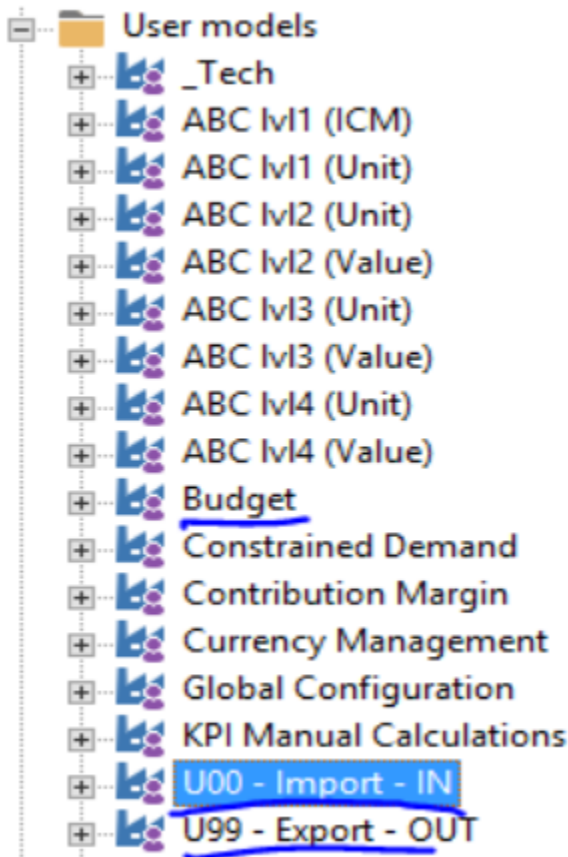 User models
_Tech
ABC lvl1 (ICM)
ABC lvl1 (Unit)
ABC lvl2 (Unit)
ABC lvl2 (Value)
ABC lvl3 (Unit)
ABC lvl3 (Value)
ABC lvl4 (Unit)
ABC lvl4 (Value)
Budget
Constrained Demand
Contribution Margin
Currency Management
Global Configuration
KPI Manual Calculations
U00 - Import - IN
U99 - Export - OUT